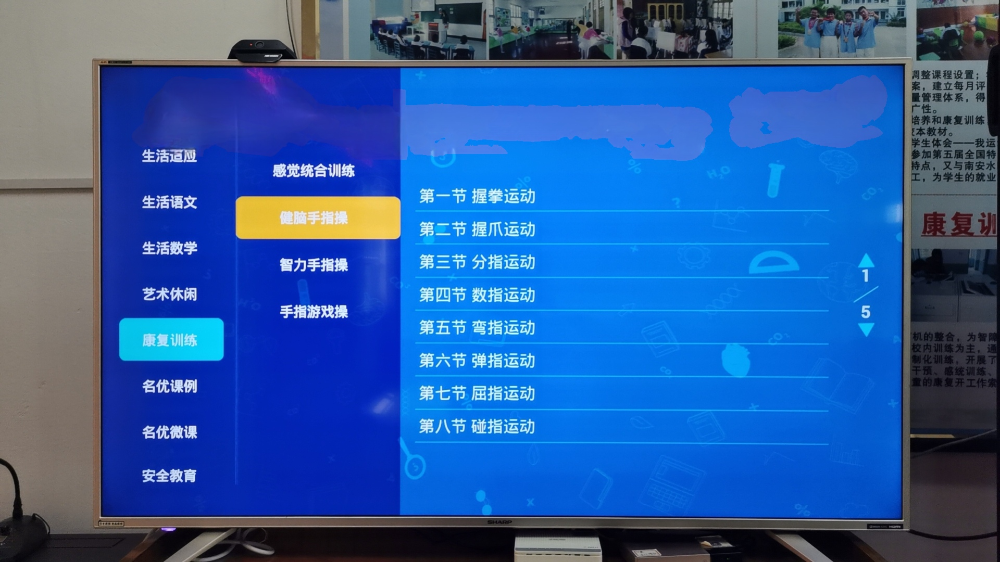 生活适应
生活语文
生活数学
艺术休闲
康复训练
名优课例
名优微课
安全教育
感觉统合训练
健脑手指操
智力手指操
手指游戏操
第一节 握拳运动
第二节 握爪运动
第三节 分指运动
第四节 数指运动
第五节 弯指运动
第六节 弹指运动
第七节 屈指运动
第八节 碰指运动
1
5
SHARP
HDMI
4K
调整课程设置；
案，建立每月评
量管理体系，得
广性。
培养和康复训练
本教材。
学生体会——我运
参加第五届全国特
特点，又与南安水
工，为学生的就业
康复训
机的整合，为智障
校内训练为主，通
制化训练，开展了
干预、感统训练、
童的康复开工作索